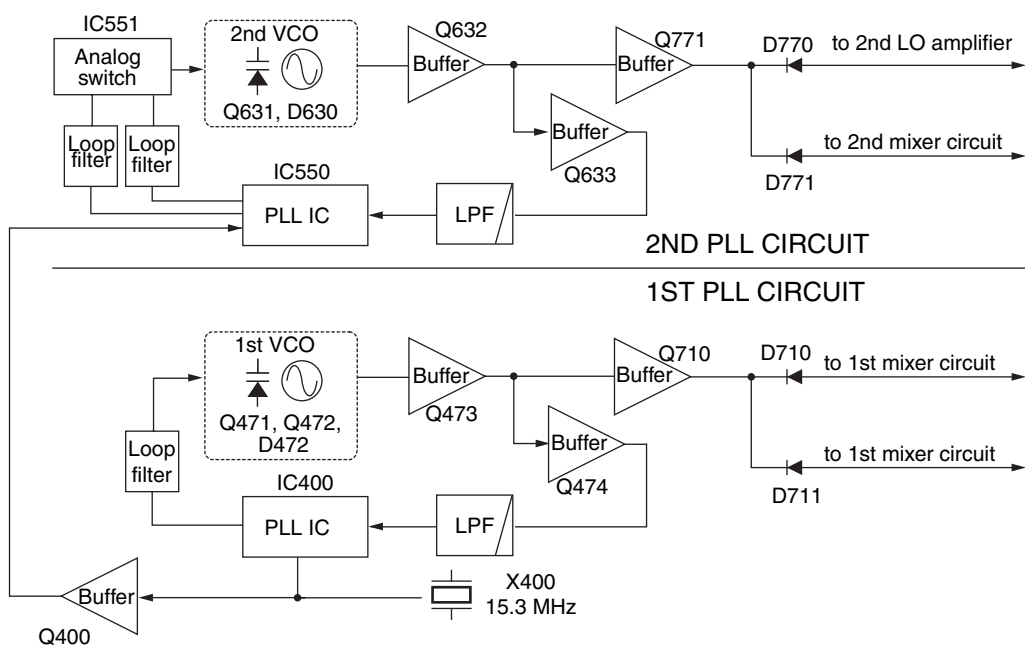 IC551
Analog
switch
2nd VCO
Q631, D630
Q632
Buffer
Q771
Buffer
D770
to 2nd LO amplifier
Loop
filter
Loop
filter
Buffer
Q633
to 2nd mixer circuit
D771
IC550
PLL IC
LPF
2ND PLL CIRCUIT
1ST PLL CIRCUIT
1st VCO
Q471, Q472,
D472
Buffer
Q473
Q710
Buffer
D710
to 1st mixer circuit
Loop
filter
Buffer
Q474
to 1st mixer circuit
D711
IC400
PLL IC
LPF
Buffer
Q400
X400
15.3 MHz